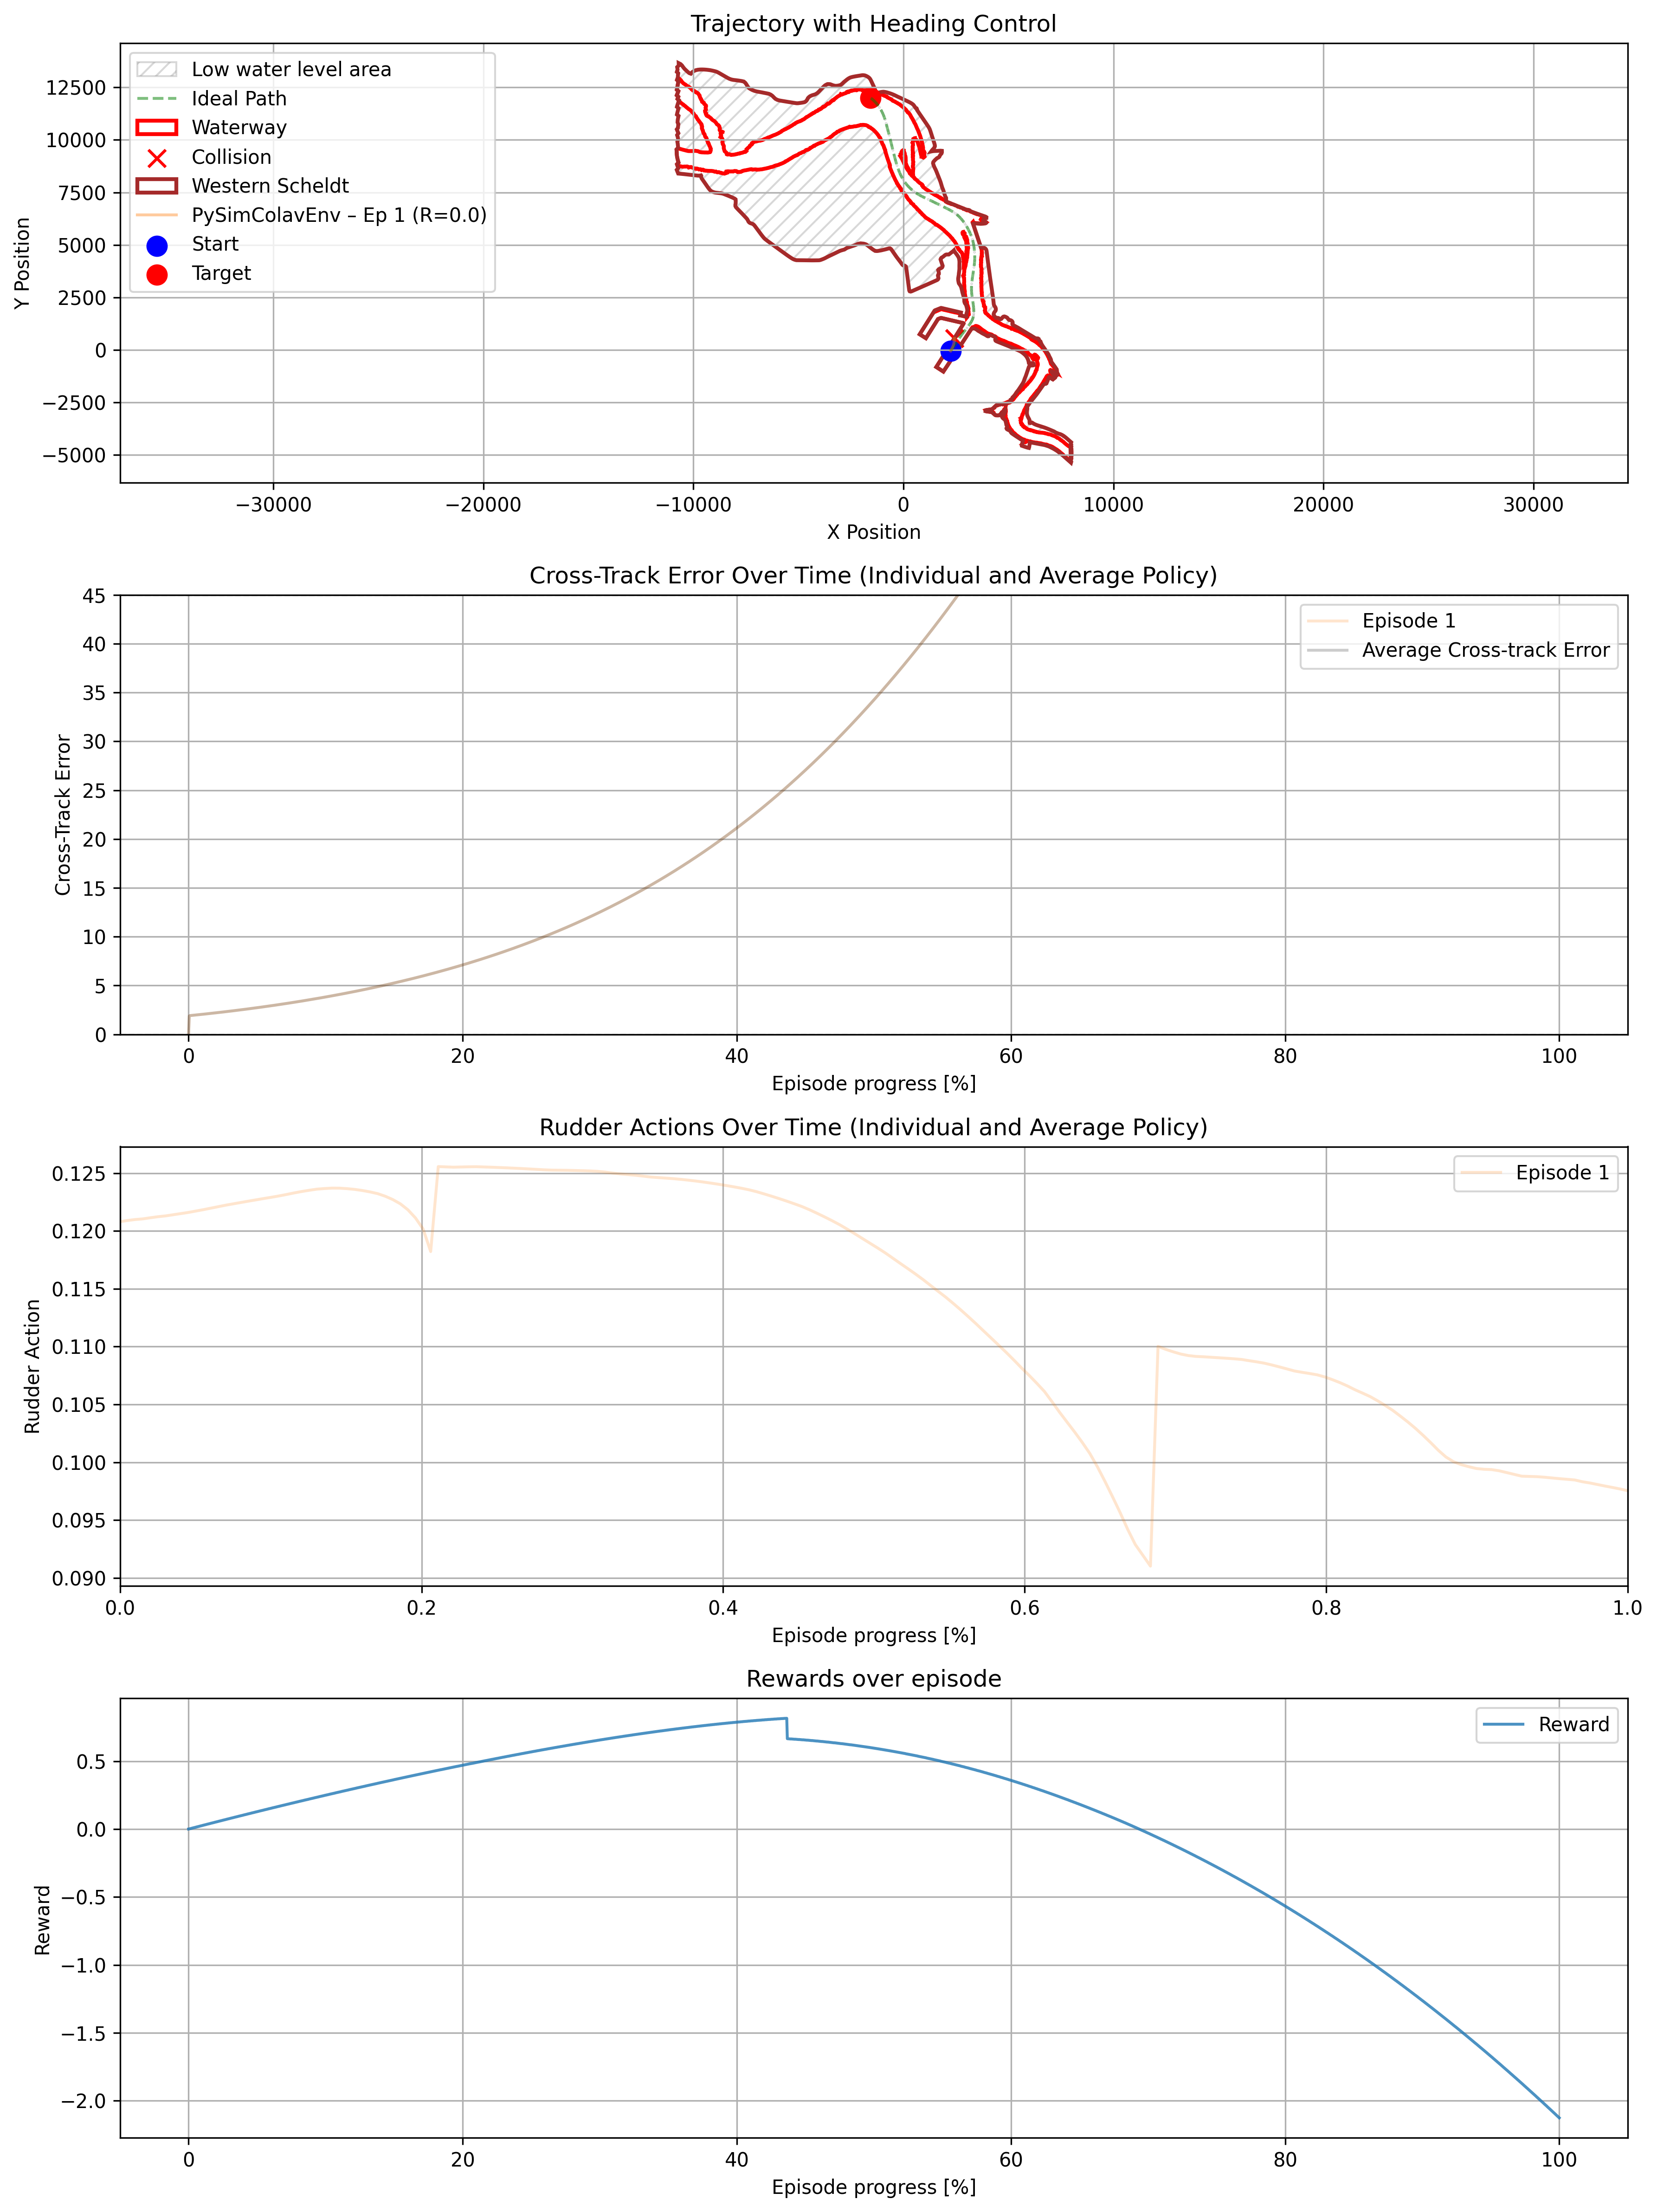 Trajectory with Heading Control
Low water level area
Ideal Path
Waterway
Collision
Western Scheldt
PySimColavEnv – Ep 1 (R=0.0)
Start
Target
12500
10000
7500
5000
2500
0
−2500
−5000
Y Position
−30000 −20000 −10000 0 10000 20000 30000
X Position
Cross-Track Error Over Time (Individual and Average Policy)
Episode 1
Average Cross-track Error
45
40
35
30
25
20
15
10
5
0
Cross-Track Error
0 20 40 60 80 100
Episode progress [%]
Rudder Actions Over Time (Individual and Average Policy)
Episode 1
0.125
0.120
0.115
0.110
0.105
0.100
0.095
0.090
Rudder Action
0.0 0.2 0.4 0.6 0.8 1.0
Episode progress [%]
Rewards over episode
Reward
0.5
0.0
−0.5
−1.0
−1.5
−2.0
Reward
0 20 40 60 80 100
Episode progress [%]